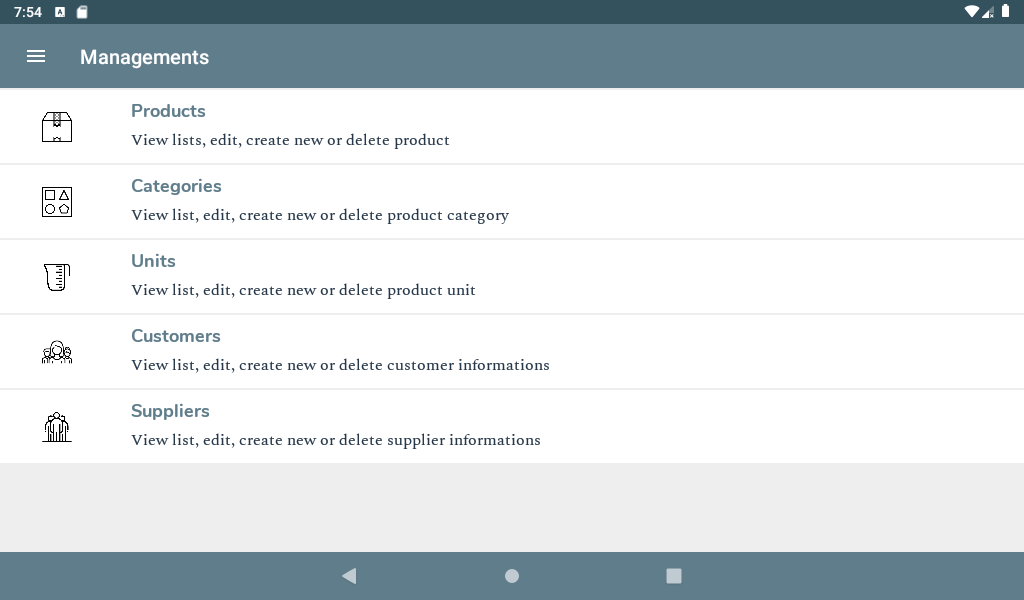 7:54
Managements
Products
View lists, edit, create new or delete product
Categories
View list, edit, create new or delete product category
Units
View list, edit, create new or delete product unit
Customers
View list, edit, create new or delete customer informations
Suppliers
View list, edit, create new or delete supplier informations